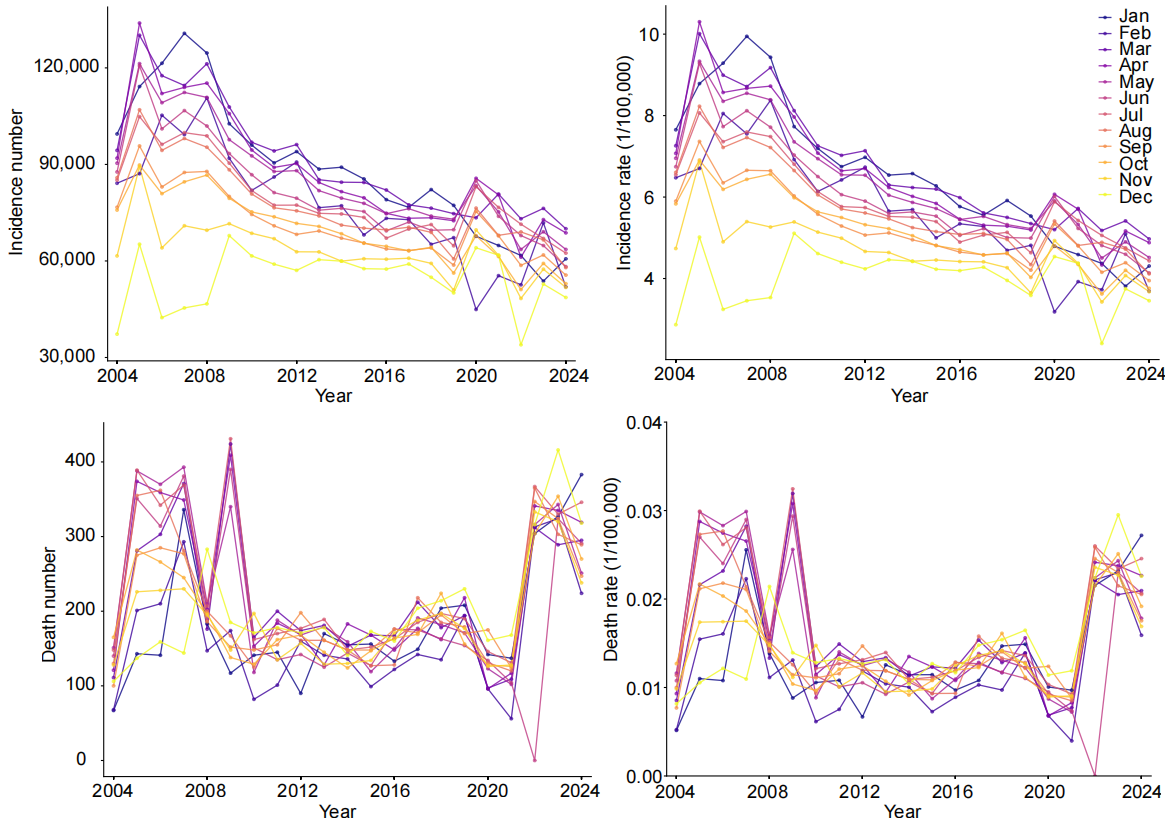 Incidence number
120,000
90,000
60,000
30,000
2004 2008 2012 2016 2020 2024
Year
Incidence rate (1/100,000)
10
8
6
4
2004 2008 2012 2016 2020 2024
Year
Jan
Feb
Mar
Apr
May
Jun
Jul
Aug
Sep
Oct
Nov
Dec
Death number
400
300
200
100
0
2004 2008 2012 2016 2020 2024
Year
Death rate (1/100,000)
0.04
0.03
0.02
0.01
0.00
2004 2008 2012 2016 2020 2024
Year